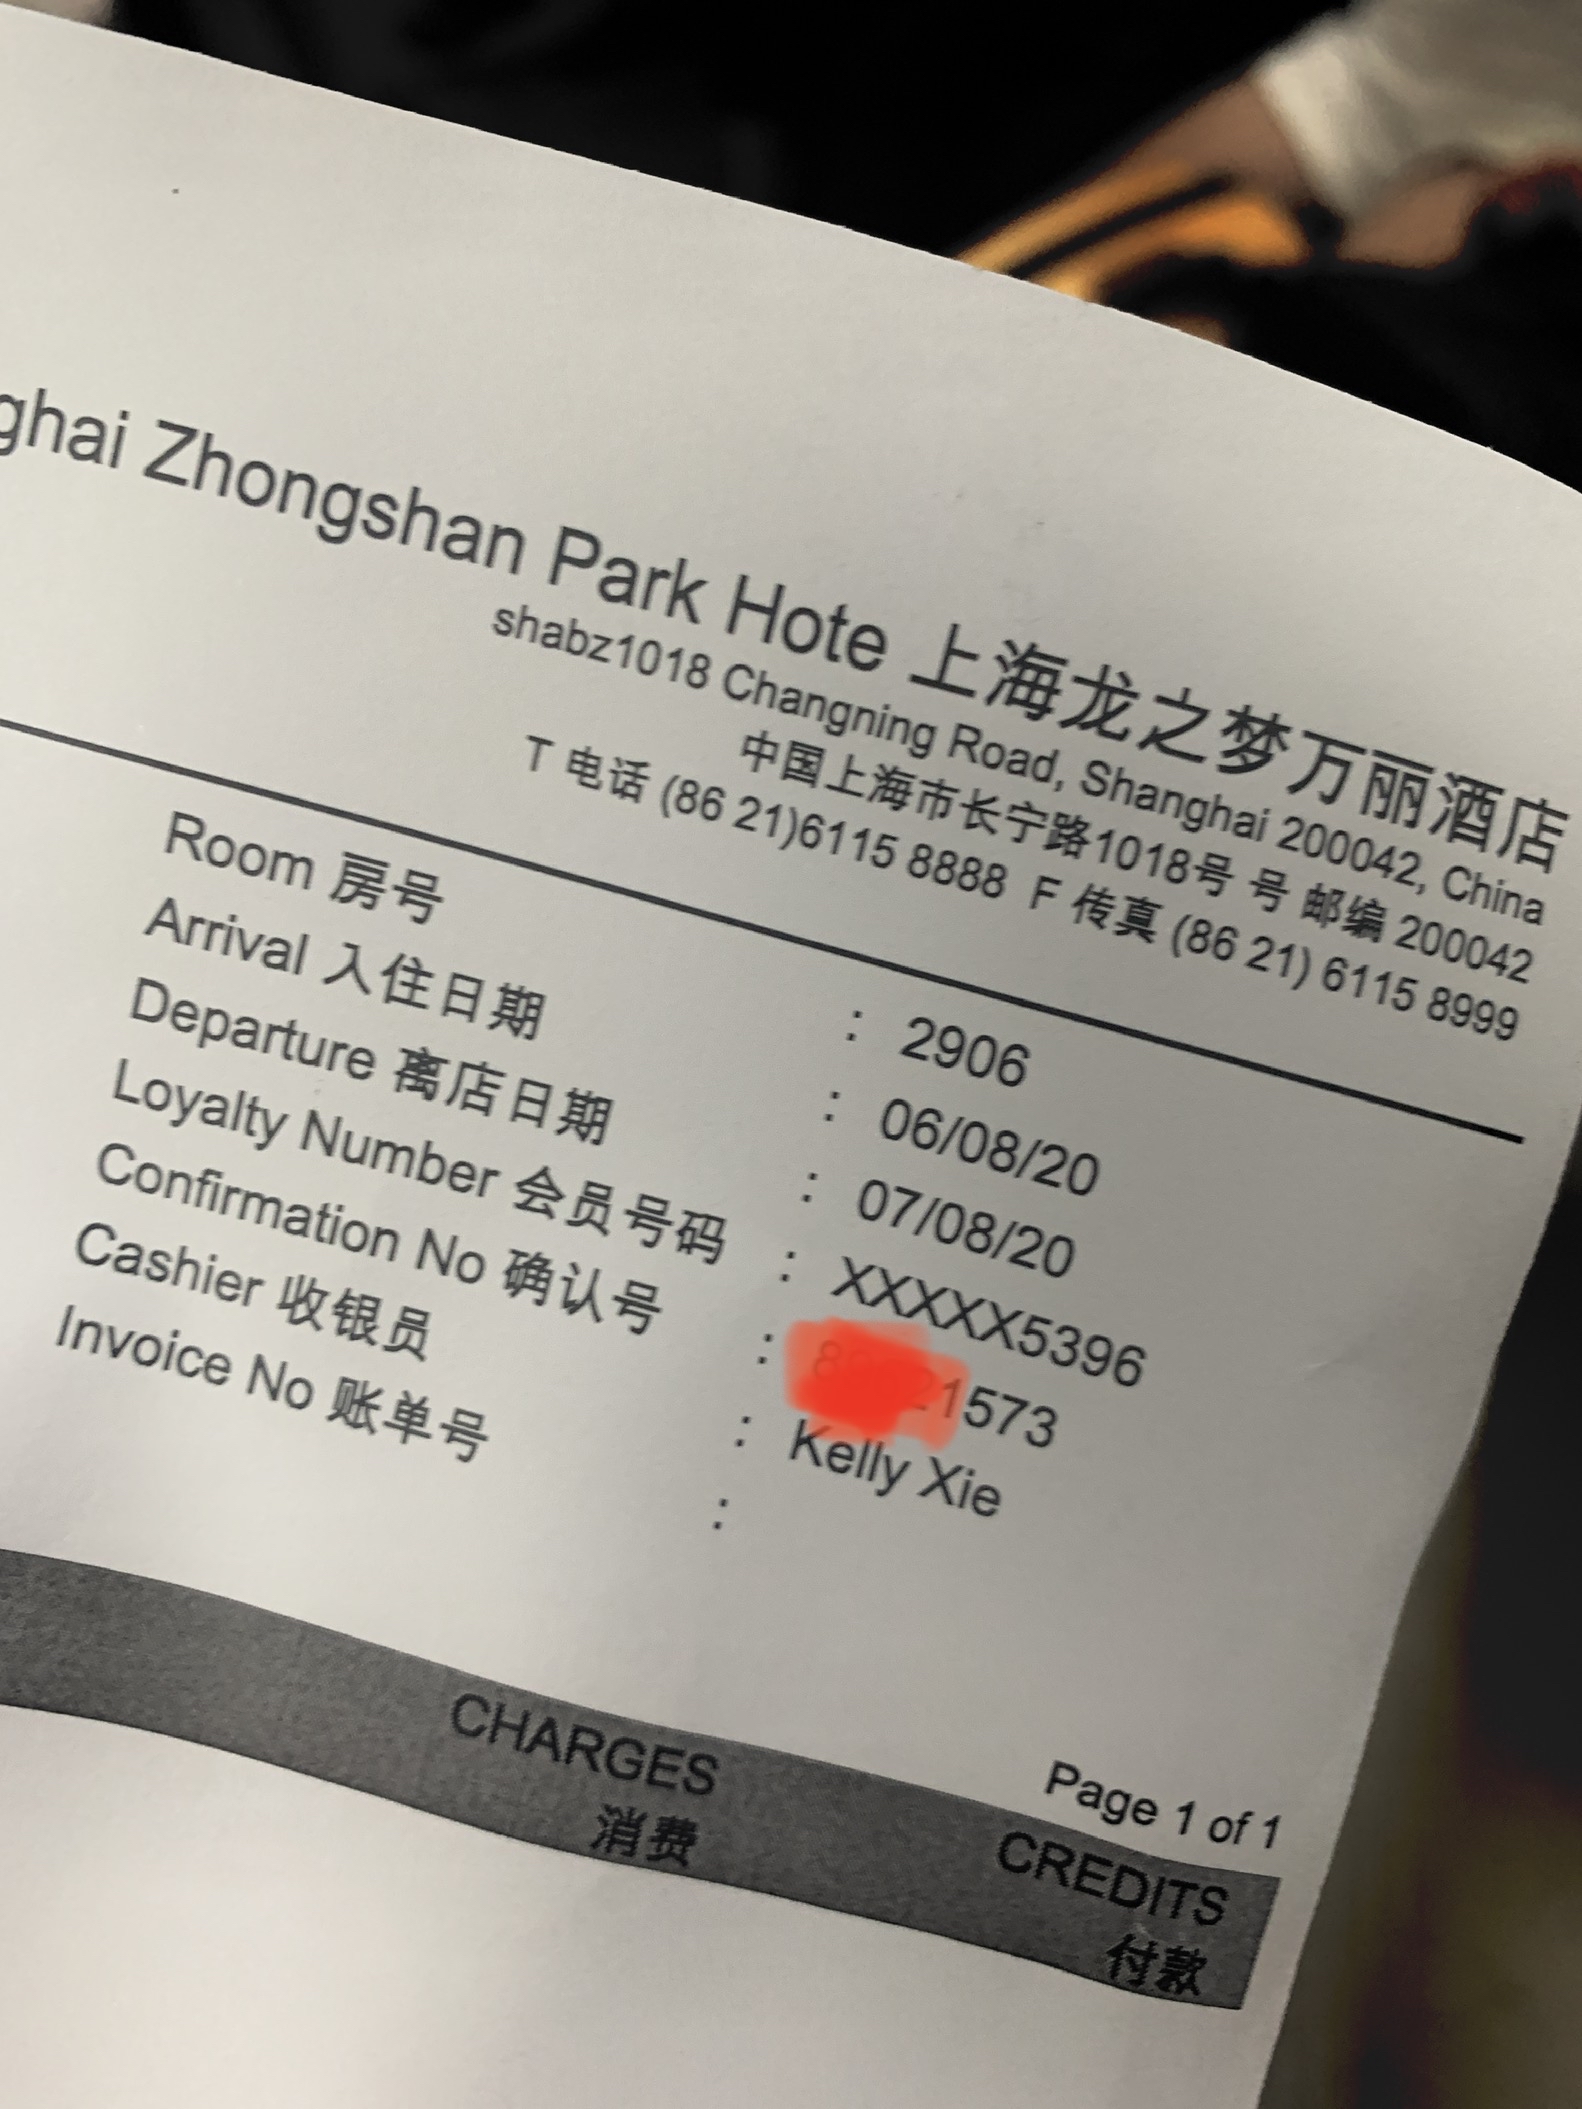 ghai Zhongshan Park Hote 上海龙之梦万丽酒店
shabz1018 Changning Road, Shanghai 200042, China
中国上海市长宁路1018号 号 邮编 200042
T 电话 (86 21)6115 8888 F 传真 (86 21) 6115 8999
Room 房号 : 2906
Arrival 入住日期 : 06/08/20
Departure 离店日期 : 07/08/20
Loyalty Number 会员号码 : XXXXX5396
Confirmation No 确认号 : 1573
Cashier 收银员 : Kelly Xie
Invoice No 账单号 :
Page 1 of 1
CHARGES CREDITS
消费 付款